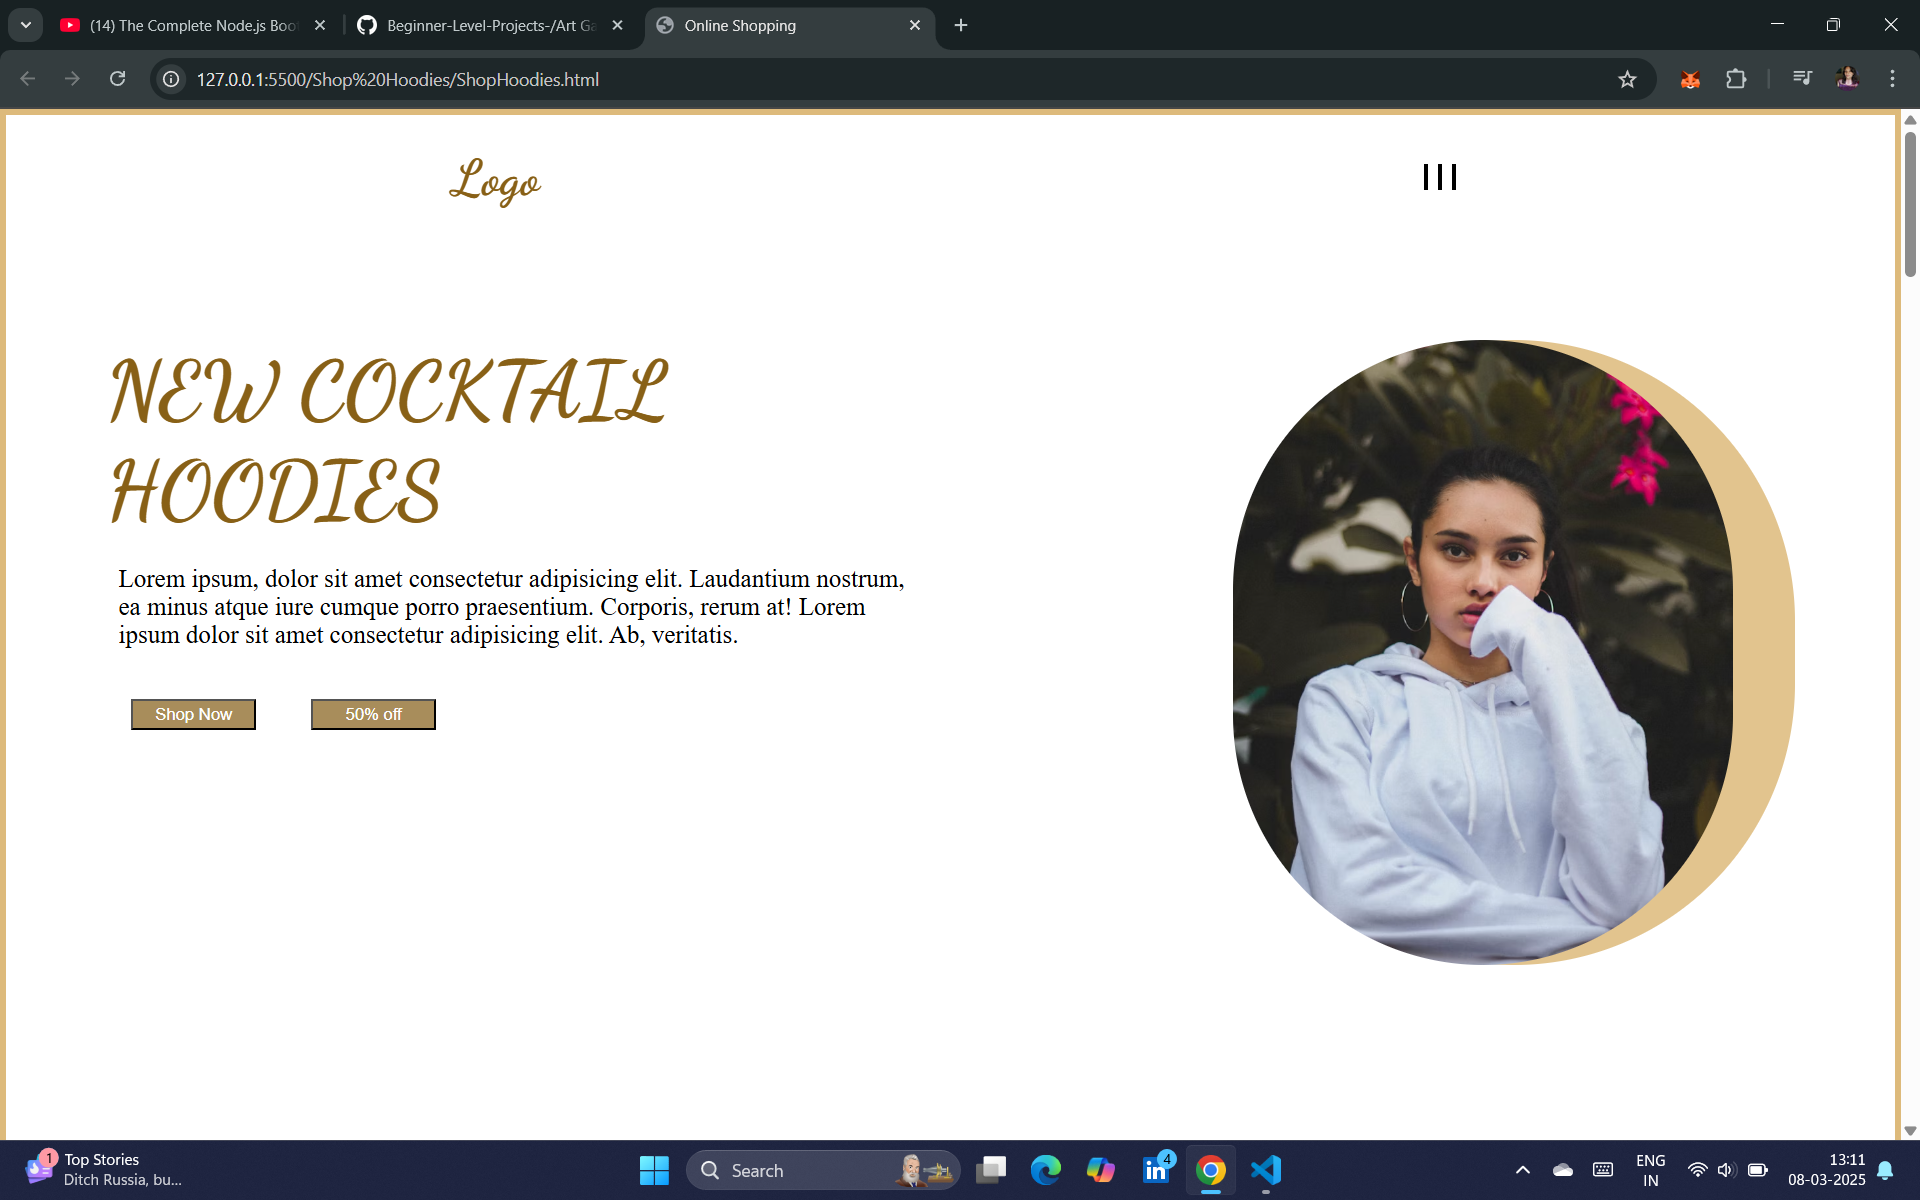 (14) The Complete Node.js Boo
Beginner-Level-Projects-/Art Ga
Online Shopping
127.0.0.1:5500/Shop%20Hoodies/ShopHoodies.html
Logo
NEW COCKTAIL
HOODIES
Lorem ipsum, dolor sit amet consectetur adipisicing elit. Laudantium nostrum,
ea minus atque iure cumque porro praesentium. Corporis, rerum at! Lorem
ipsum dolor sit amet consectetur adipisicing elit. Ab, veritatis.
Shop Now
50% off
1
Top Stories
Ditch Russia, bu...
Search
4
ENG
IN
13:11
08-03-2025